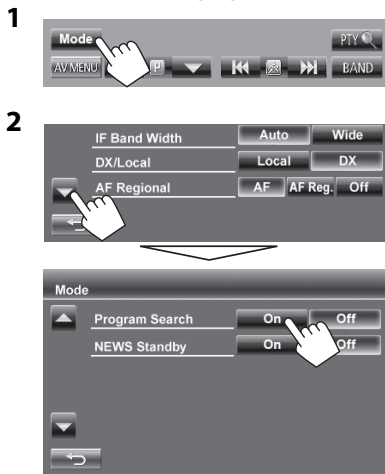 1
Mode
PTY
AV MENU P BAND
2
IF Band Width Auto Wide
DX/Local Local DX
AF Regional AF AF Reg. Off
Mode
Program Search On Off
NEWS Standby On Off